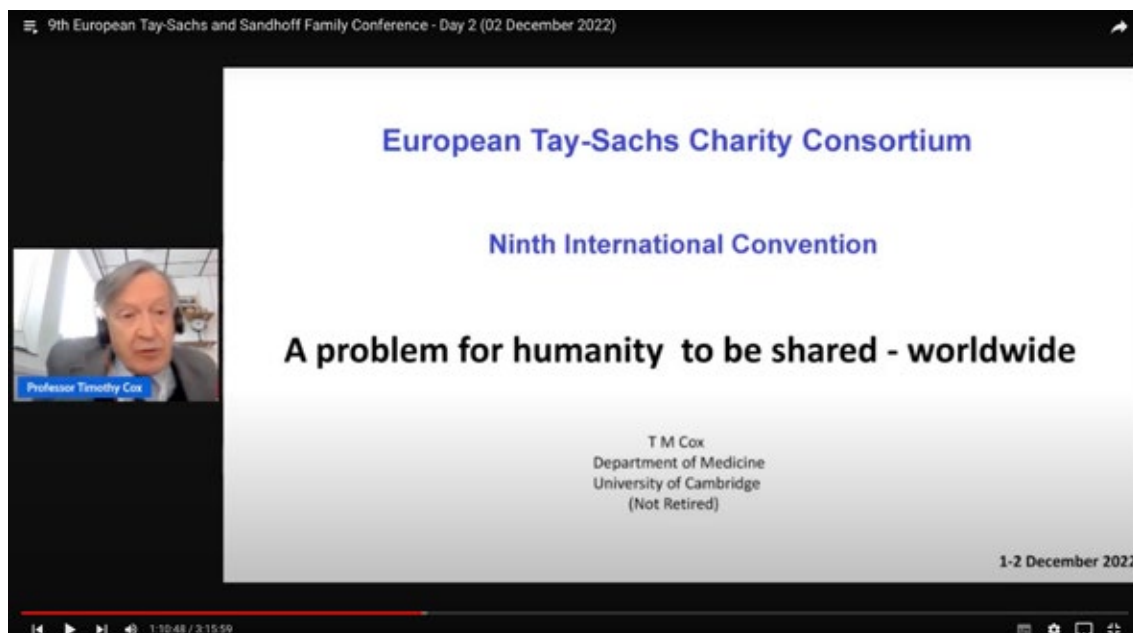 9th European Tay-Sachs and Sandhoff Family Conference - Day 2 (02 December 2022)
European Tay-Sachs Charity Consortium
Ninth International Convention
A problem for humanity to be shared - worldwide
Professor Timothy Cox
T M Cox
Department of Medicine
University of Cambridge
(Not Retired)
1-2 December 2022
1:10:48 / 3:15:59